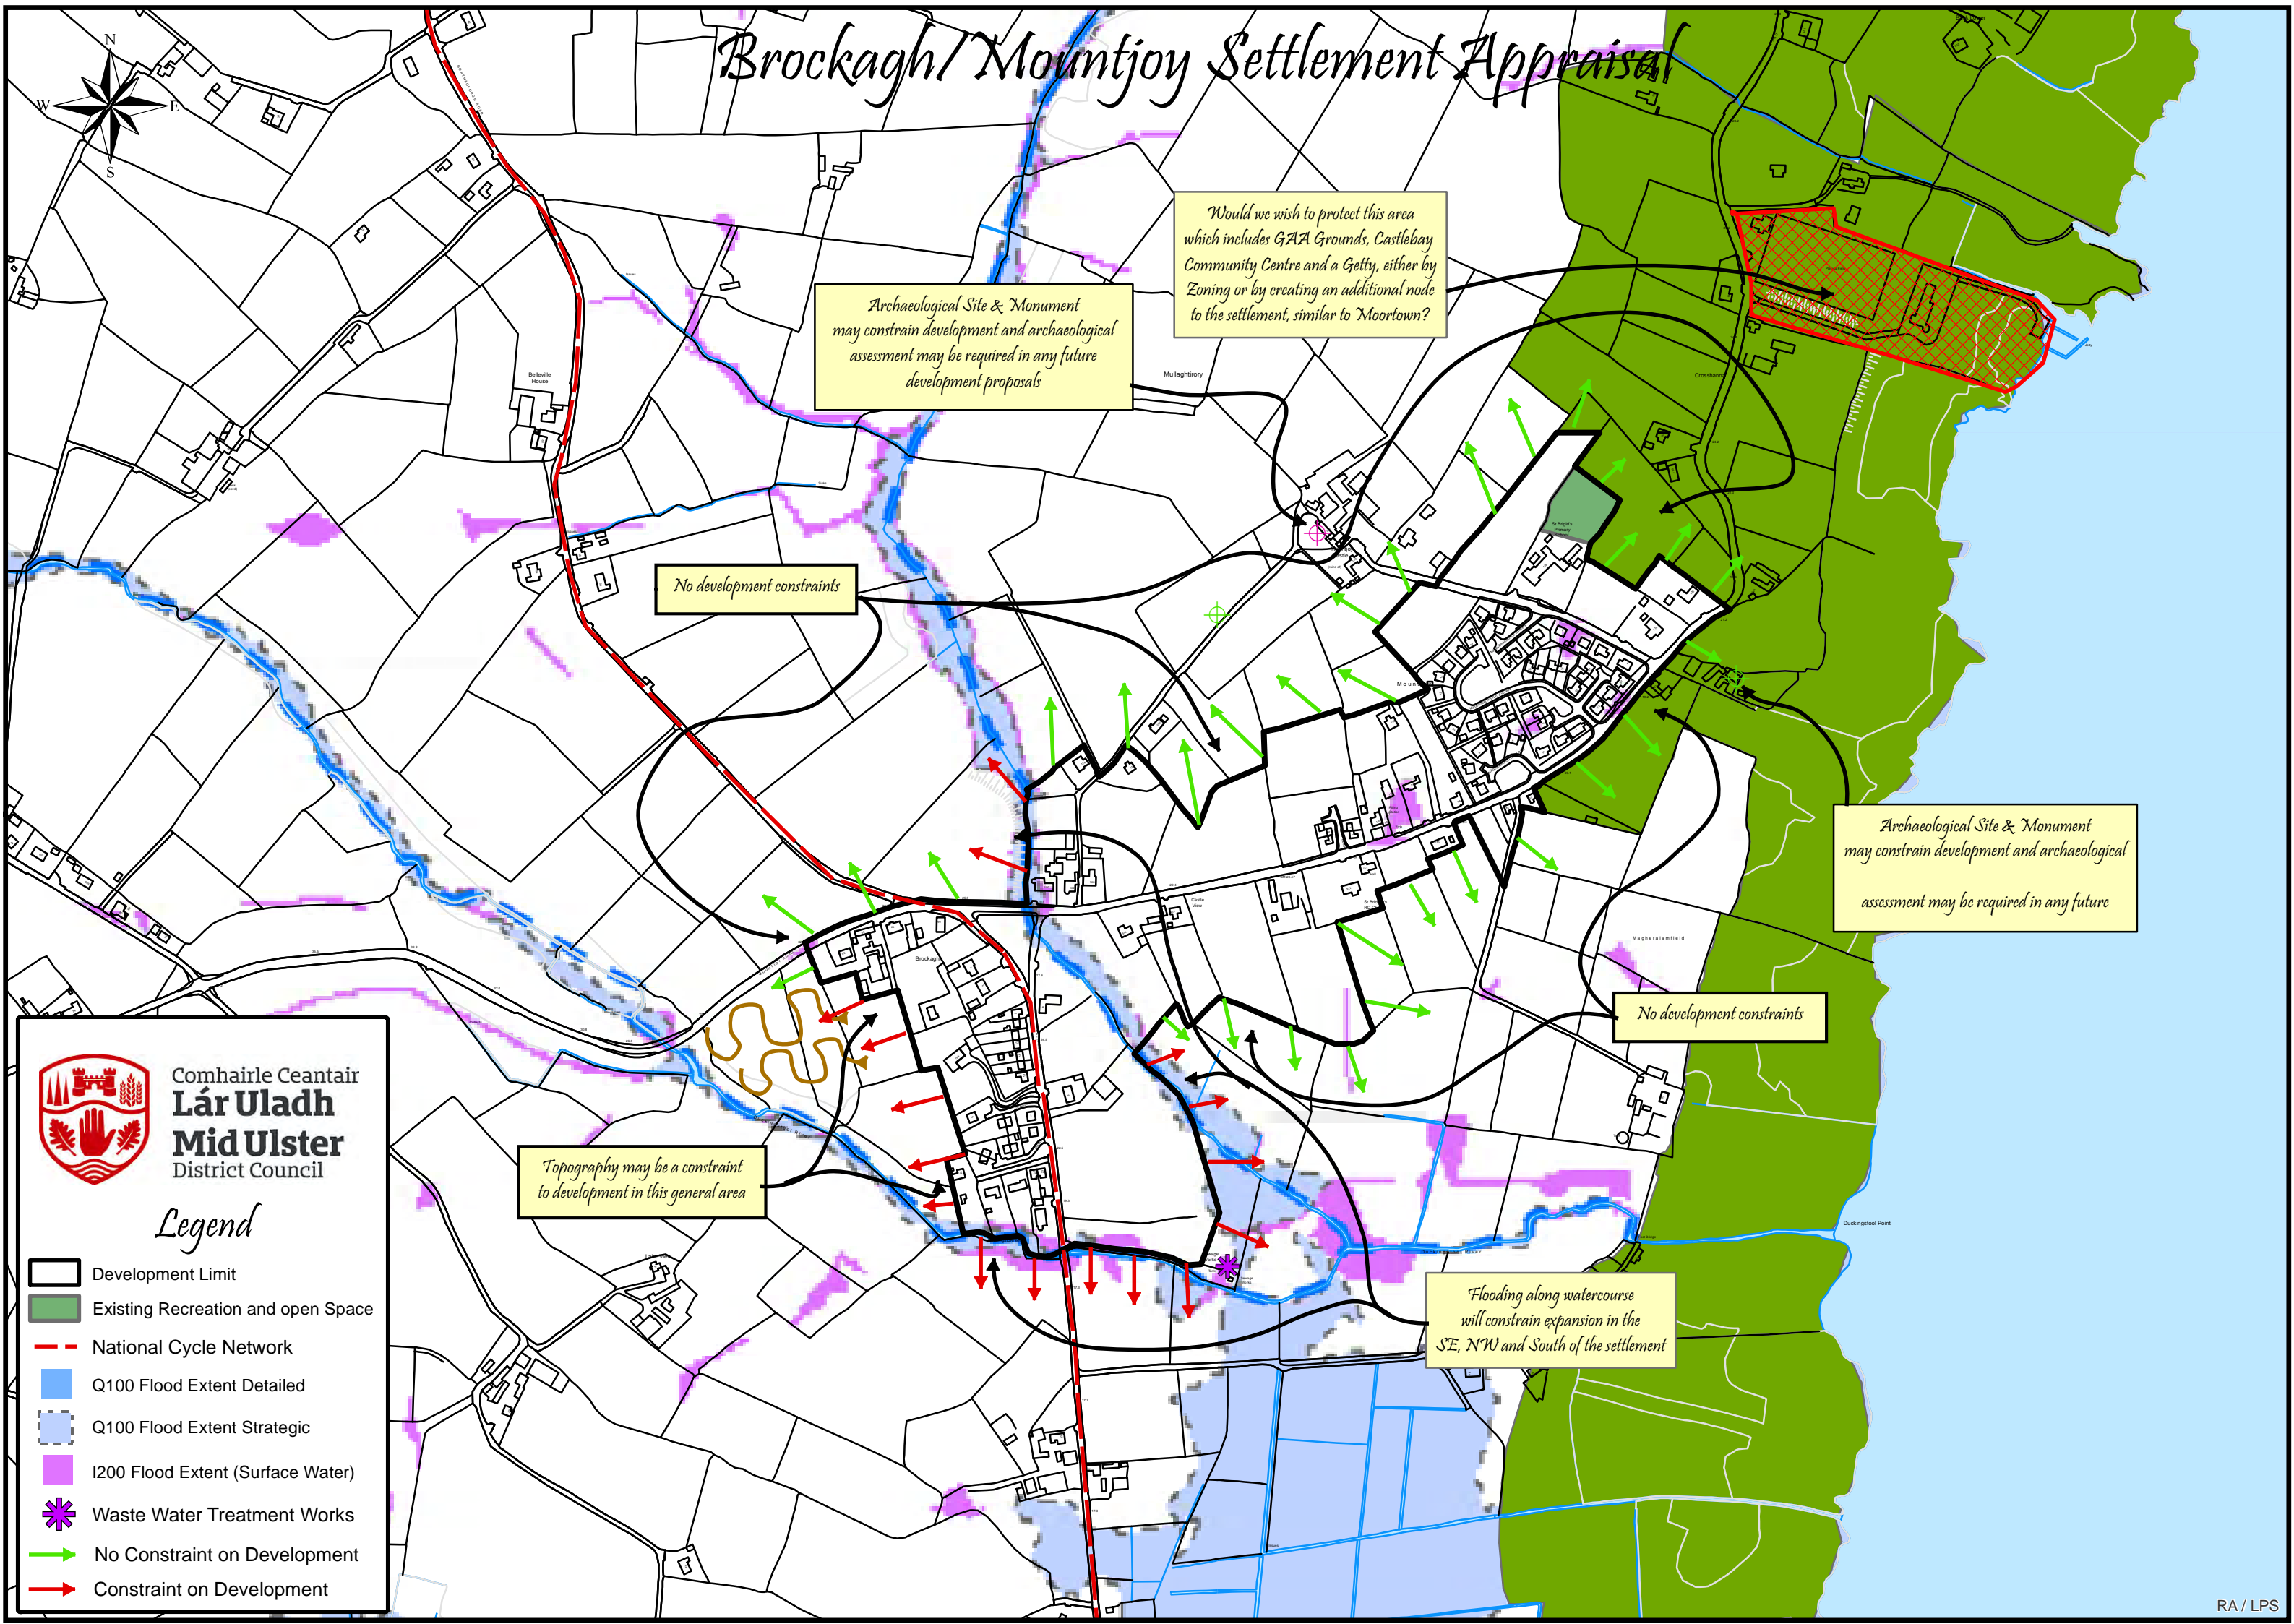 Brockagh/Mountjoy Settlement Appraisal
N
W
E
S
Would we wish to protect this area
which includes GAA Grounds, Castlebay
Community Centre and a Getty, either by
Zoning or by creating an additional node
to the settlement, similar to Moortown?
Archaeological Site & Monument
may constrain development and archaeological
assessment may be required in any future
development proposals
Mullaghtirory
Belleville
House
No development constraints
St Brigid's
Primary
Brockagh
Castle
View
Magheralamfield
Archaeological Site & Monument
may constrain development and archaeological
assessment may be required in any future
No development constraints
Topography may be a constraint
to development in this general area
Duckingstool Point
Flooding along watercourse
will constrain expansion in the
SE, NW and South of the settlement
Comhairle Ceantair
Lár Uladh
Mid Ulster
District Council
Legend
Development Limit
Existing Recreation and open Space
National Cycle Network
Q100 Flood Extent Detailed
Q100 Flood Extent Strategic
I200 Flood Extent (Surface Water)
Waste Water Treatment Works
No Constraint on Development
Constraint on Development
RA / LPS